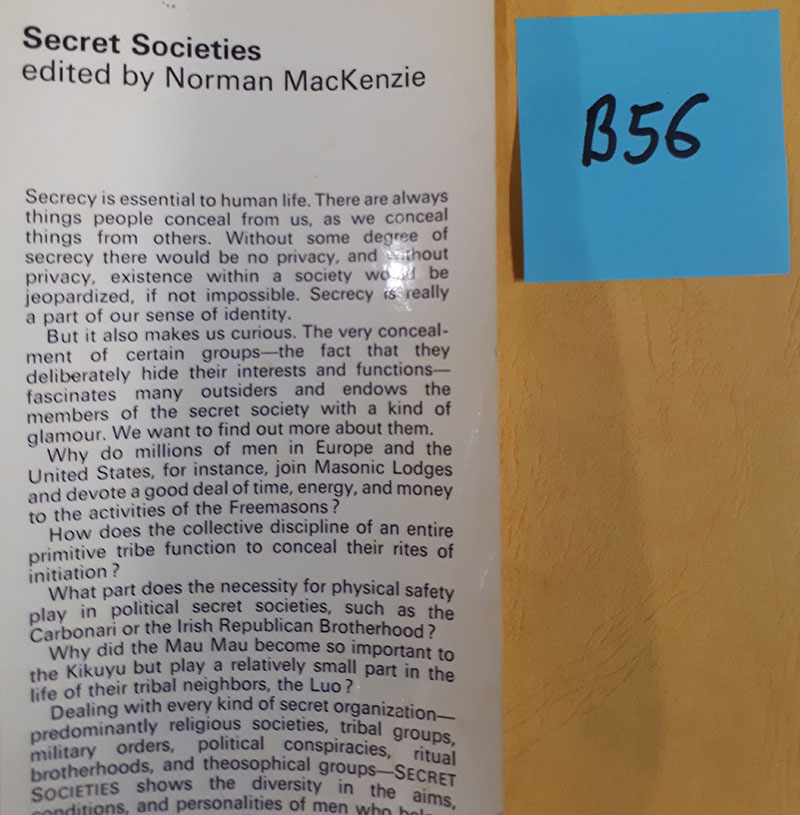 Secret Societies
edited by Norman MacKenzie
B56
Secrecy is essential to human life. There are always
things people conceal from us, as we conceal
things from others. Without some degree of
secrecy there would be no privacy, and without
privacy, existence within a society would be
jeopardized, if not impossible. Secrecy is really
a part of our sense of identity.
But it also makes us curious. The very conceal-
ment of certain groups—the fact that they
deliberately hide their interests and functions—
fascinates many outsiders and endows the
members of the secret society with a kind of
glamour. We want to find out more about them.
Why do millions of men in Europe and the
United States, for instance, join Masonic Lodges
and devote a good deal of time, energy, and money
to the activities of the Freemasons?
How does the collective discipline of an entire
primitive tribe function to conceal their rites of
initiation?
What part does the necessity for physical safety
play in political secret societies, such as the
Carbonari or the Irish Republican Brotherhood?
Why did the Mau Mau become so important to
the Kikuyu but play a relatively small part in the
life of their tribal neighbors, the Luo?
Dealing with every kind of secret organization—
predominantly religious societies, tribal groups,
military orders, political conspiracies, ritual
brotherhoods, and theosophical groups—SECRET
SOCIETIES shows the diversity in the aims,
conditions, and personalities of men who